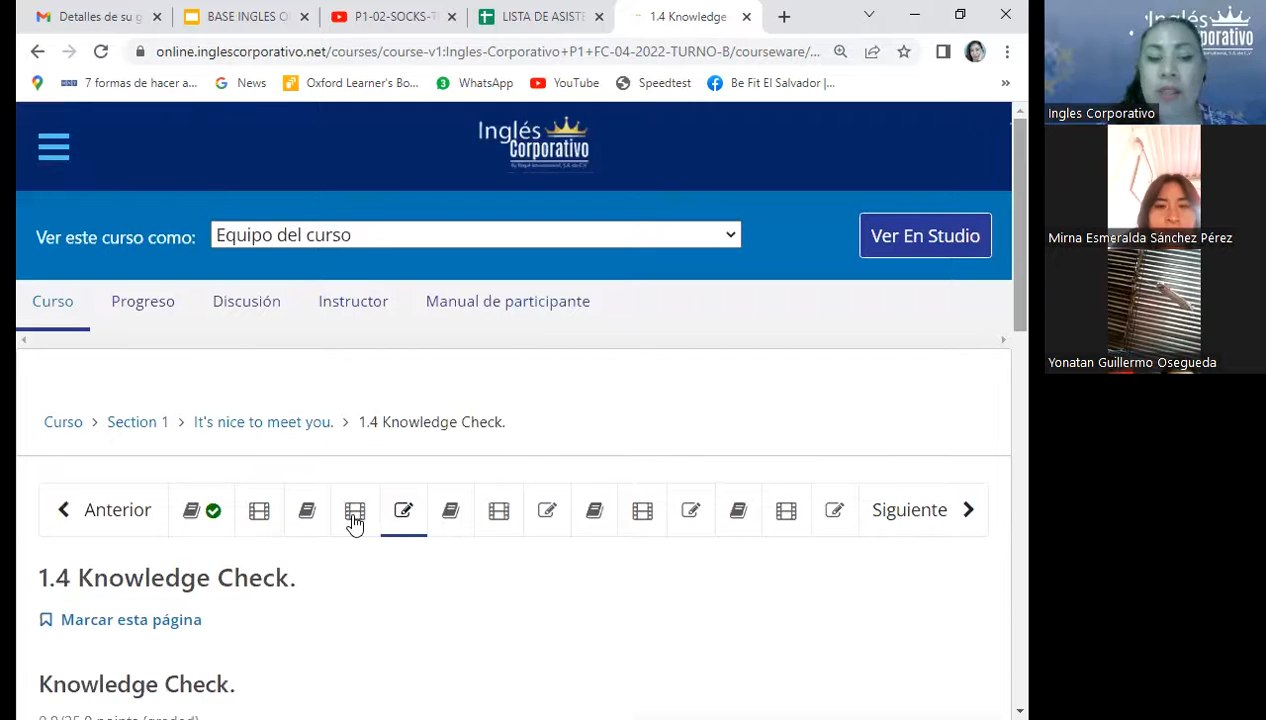 Detalles de su g
BASE INGLES O
P1-02-SOCKS-T
LISTA DE ASISTE
1.4 Knowledge
online.inglescorporativo.net/courses/course-v1:Ingles-Corporativo+P1+FC-04-2022-TURNO-B/courseware/...
7 formas de hacer a...
News
Oxford Learner's Bo...
3 WhatsApp
YouTube
Speedtest
Be Fit El Salvador |...
»
Inglés
Corporativo
Ver este curso como:
Equipo del curso
Ver En Studio
Curso
Progreso
Discusión
Instructor
Manual de participante
Curso > Section 1 > It's nice to meet you. > 1.4 Knowledge Check.
Anterior
Siguiente
1.4 Knowledge Check.
Marcar esta página
Knowledge Check.
Inglés
Corporativo
Ingles Corporativo
Mirna Esmeralda Sánchez Pérez
Yonatan Guillermo Osegueda